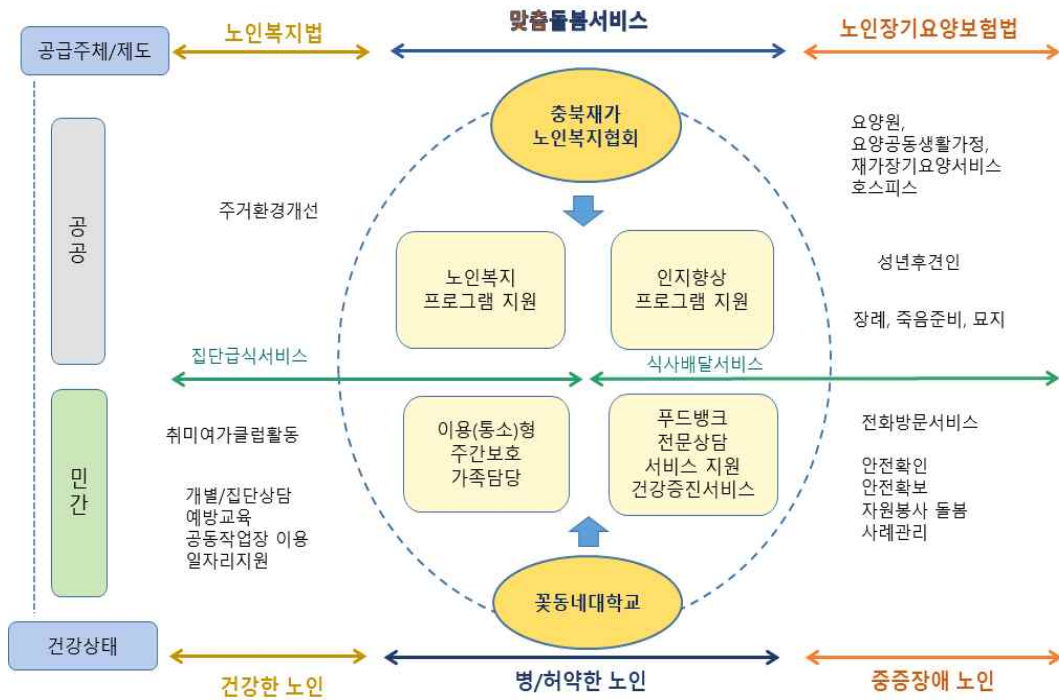 공급주체/제도
노인복지법
맞춤돌봄서비스
노인장기요양보험법
충북재가
노인복지협회
요양원,
요양공동생활가정,
재가장기요양서비스
호스피스
공공
주거환경개선
노인복지
프로그램 지원
인지향상
프로그램 지원
성년후견인
장례, 죽음준비, 묘지
집단급식서비스
식사배달서비스
민간
취미여가클럽활동
개별/집단상담
예방교육
공동작업장 이용
일자리지원
이용(통소)형
주간보호
가족담당
푸드뱅크
전문상담
서비스 지원
건강증진서비스
전화방문서비스
안전확인
안전확보
자원봉사 돌봄
사례관리
꽃동네대학교
건강상태
건강한 노인
병/허약한 노인
중증장애 노인